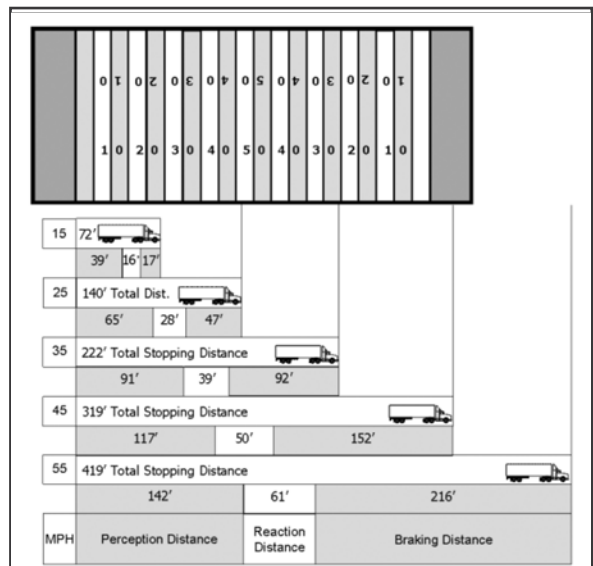 0 1 0 2 0 3 0 4 0 5 0 4 0 3 0 2 0 1
1 0 2 0 3 0 4 0 5 0 4 0 3 0 2 0 1 0
15 72′
39′ 16′ 17′
25 140′ Total Dist.
65′ 28′ 47′
35 222′ Total Stopping Distance
91′ 39′ 92′
45 319′ Total Stopping Distance
117′ 50′ 152′
55 419′ Total Stopping Distance
142′ 61′ 216′
MPH Perception Distance Reaction Distance Braking Distance